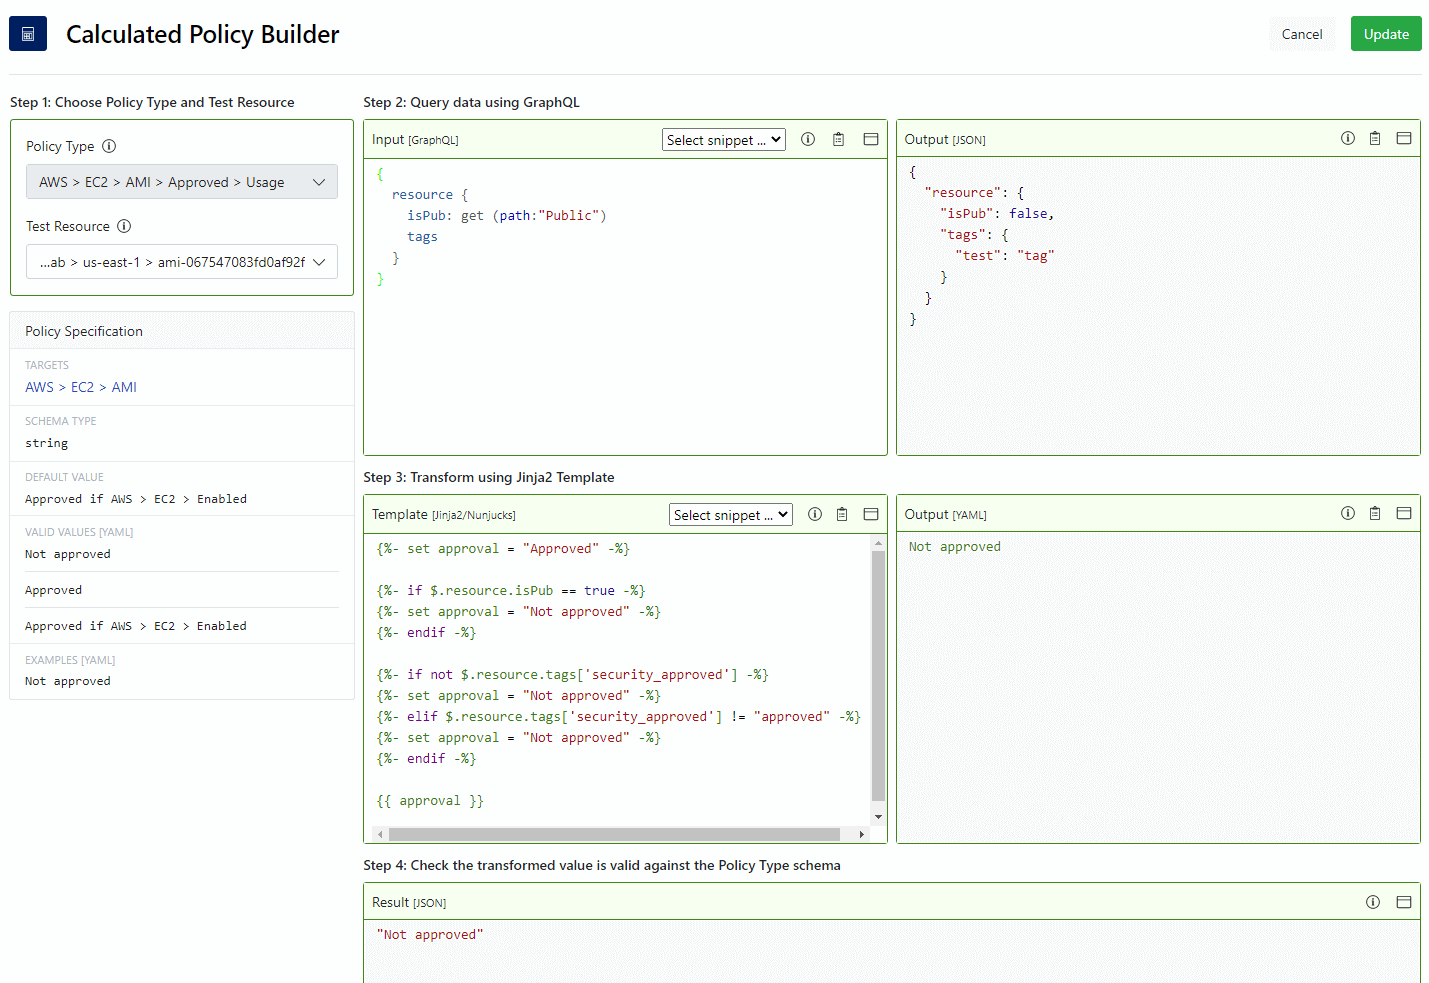 Calculated Policy Builder
Cancel
Update
Step 1: Choose Policy Type and Test Resource
Policy Type
AWS > EC2 > AMI > Approved > Usage
Test Resource
...ab > us-east-1 > ami-067547083fd0af92f
Policy Specification
TARGETS
AWS > EC2 > AMI
SCHEMA TYPE
string
DEFAULT VALUE
Approved if AWS > EC2 > Enabled
VALID VALUES [YAML]
Not approved
Approved
Approved if AWS > EC2 > Enabled
EXAMPLES [YAML]
Not approved
Step 2: Query data using GraphQL
Input [GraphQL]
Select snippet ...
{
  resource {
    isPub: get (path:"Public")
    tags
  }
}
Output [JSON]
{
  "resource": {
    "isPub": false,
    "tags": {
      "test": "tag"
    }
  }
}
Step 3: Transform using Jinja2 Template
Template [Jinja2/Nunjucks]
Select snippet ...
{%- set approval = "Approved" -%}
{%- if $.resource.isPub == true -%}
{%- set approval = "Not approved" -%}
{%- endif -%}
{%- if not $.resource.tags['security_approved'] -%}
{%- set approval = "Not approved" -%}
{%- elif $.resource.tags['security_approved'] != "approved" -%}
{%- set approval = "Not approved" -%}
{%- endif -%}
{{ approval }}
Output [YAML]
Not approved
Step 4: Check the transformed value is valid against the Policy Type schema
Result [JSON]
"Not approved"